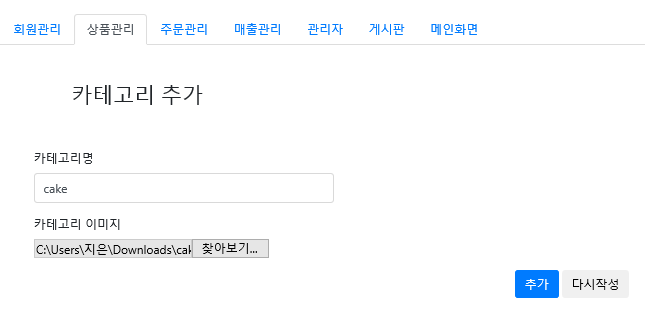 회원관리 상품관리 주문관리 매출관리 관리자 게시판 메인화면
카테고리 추가
카테고리명
cake
카테고리 이미지
C:\Users\지은\Downloads\cak 찾아보기...
추가 다시작성